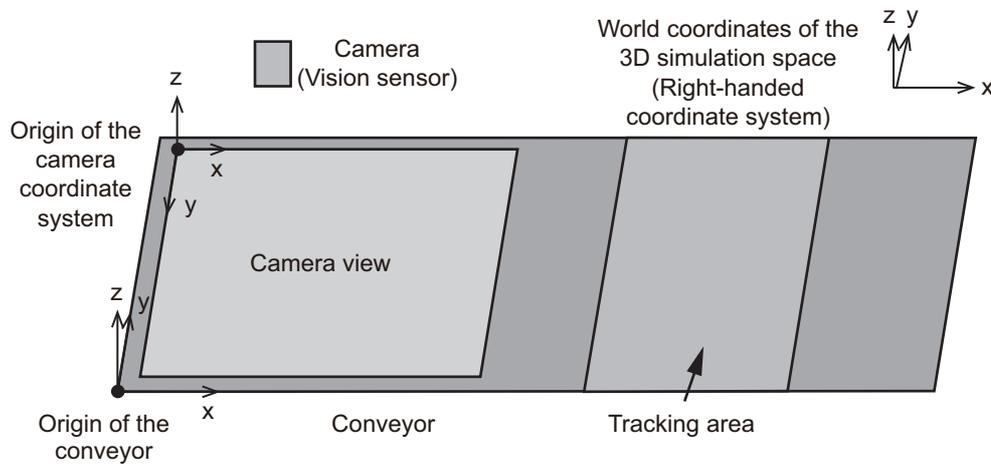 Camera
(Vision sensor)
World coordinates of the
3D simulation space
(Right-handed
coordinate system)
z y
x
Origin of the
camera
coordinate
system
z
x
y
Camera view
z
y
x
Origin of the
conveyor
Conveyor
Tracking area